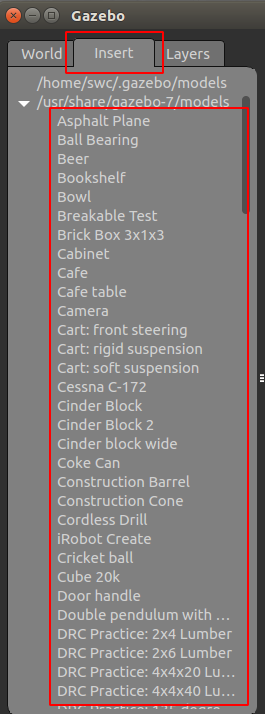 Gazebo
World Insert Layers
/home/swc/.gazebo/models
/usr/share/gazebo-7/models
Asphalt Plane
Ball Bearing
Beer
Bookshelf
Bowl
Breakable Test
Brick Box 3x1x3
Cabinet
Cafe
Cafe table
Camera
Cart: front steering
Cart: rigid suspension
Cart: soft suspension
Cessna C-172
Cinder Block
Cinder Block 2
Cinder block wide
Coke Can
Construction Barrel
Construction Cone
Cordless Drill
iRobot Create
Cricket ball
Cube 20k
Door handle
Double pendulum with ...
DRC Practice: 2x4 Lumber
DRC Practice: 2x6 Lumber
DRC Practice: 4x4x20 Lu...
DRC Practice: 4x4x40 Lu...